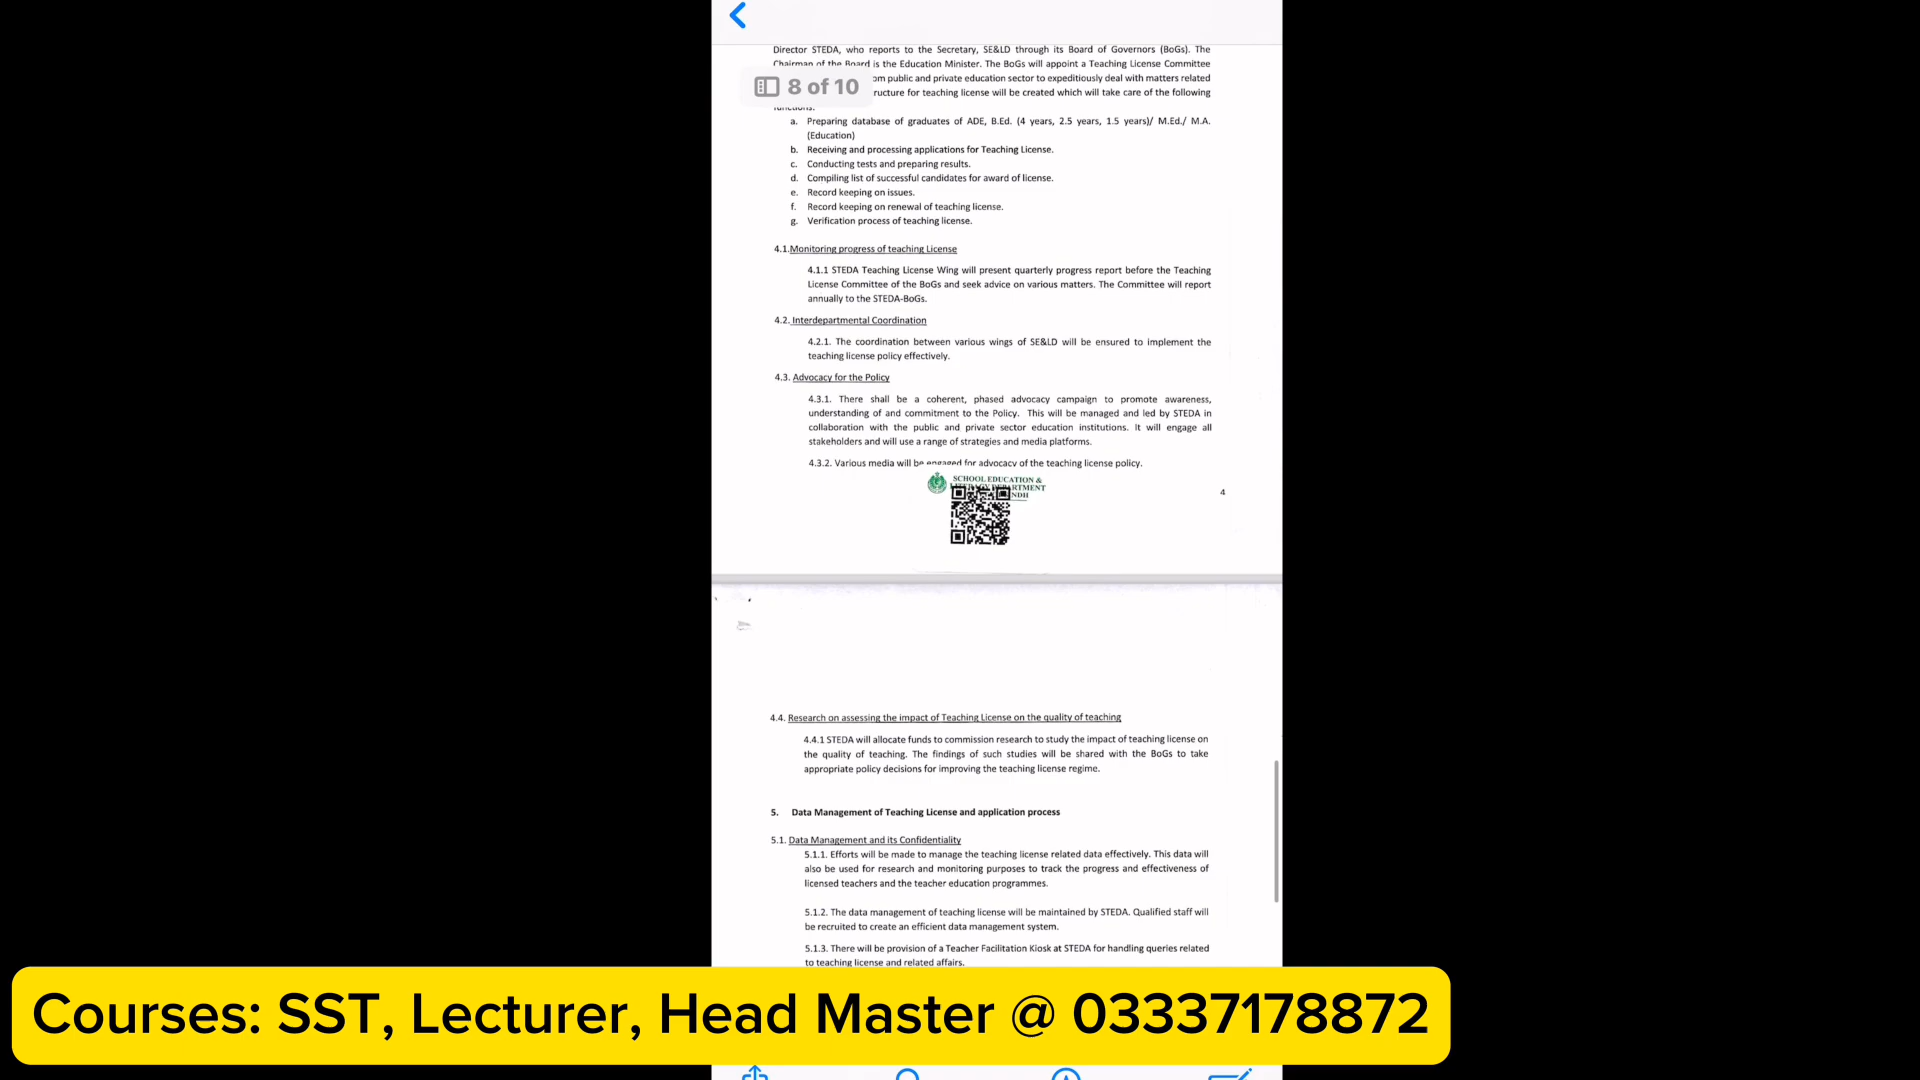 Director STEDA, who reports to the Secretary, SE&LD through its Board of Governors (BoGs). The
Chairman of the Board is the Education Minister. The BoGs will appoint a Teaching License Committee
8 of 10
om public and private education sector to expeditiously deal with matters related
ructure for teaching license will be created which will take care of the following
a. Preparing database of graduates of ADE, B.Ed. (4 years, 2.5 years, 1.5 years)/ M.Ed./ M.A.
(Education)
b. Receiving and processing applications for Teaching License.
c. Conducting tests and preparing results.
d. Compiling list of successful candidates for award of license.
e. Record keeping on issues.
f. Record keeping on renewal of teaching license.
g. Verification process of teaching license.
4.1.Monitoring progress of teaching License
4.1.1 STEDA Teaching License Wing will present quarterly progress report before the Teaching
License Committee of the BoGs and seek advice on various matters. The Committee will report
annually to the STEDA-BoGs.
4.2. Interdepartmental Coordination
4.2.1. The coordination between various wings of SE&LD will be ensured to implement the
teaching license policy effectively.
4.3. Advocacy for the Policy
4.3.1. There shall be a coherent, phased advocacy campaign to promote awareness,
understanding of and commitment to the Policy. This will be managed and led by STEDA in
collaboration with the public and private sector education institutions. It will engage all
stakeholders and will use a range of strategies and media platforms.
4.3.2. Various media will be engaged for advocacy of the teaching license policy.
SCHOOL EDUCATION &
4
4.4. Research on assessing the impact of Teaching License on the quality of teaching
4.4.1 STEDA will allocate funds to commission research to study the impact of teaching license on
the quality of teaching. The findings of such studies will be shared with the BoGs to take
appropriate policy decisions for improving the teaching license regime.
5. Data Management of Teaching License and application process
5.1. Data Management and its Confidentiality
5.1.1. Efforts will be made to manage the teaching license related data effectively. This data will
also be used for research and monitoring purposes to track the progress and effectiveness of
licensed teachers and the teacher education programmes.
5.1.2. The data management of teaching license will be maintained by STEDA. Qualified staff will
be recruited to create an efficient data management system.
5.1.3. There will be provision of a Teacher Facilitation Kiosk at STEDA for handling queries related
to teaching license and related affairs.
Courses: SST, Lecturer, Head Master @ 03337178872